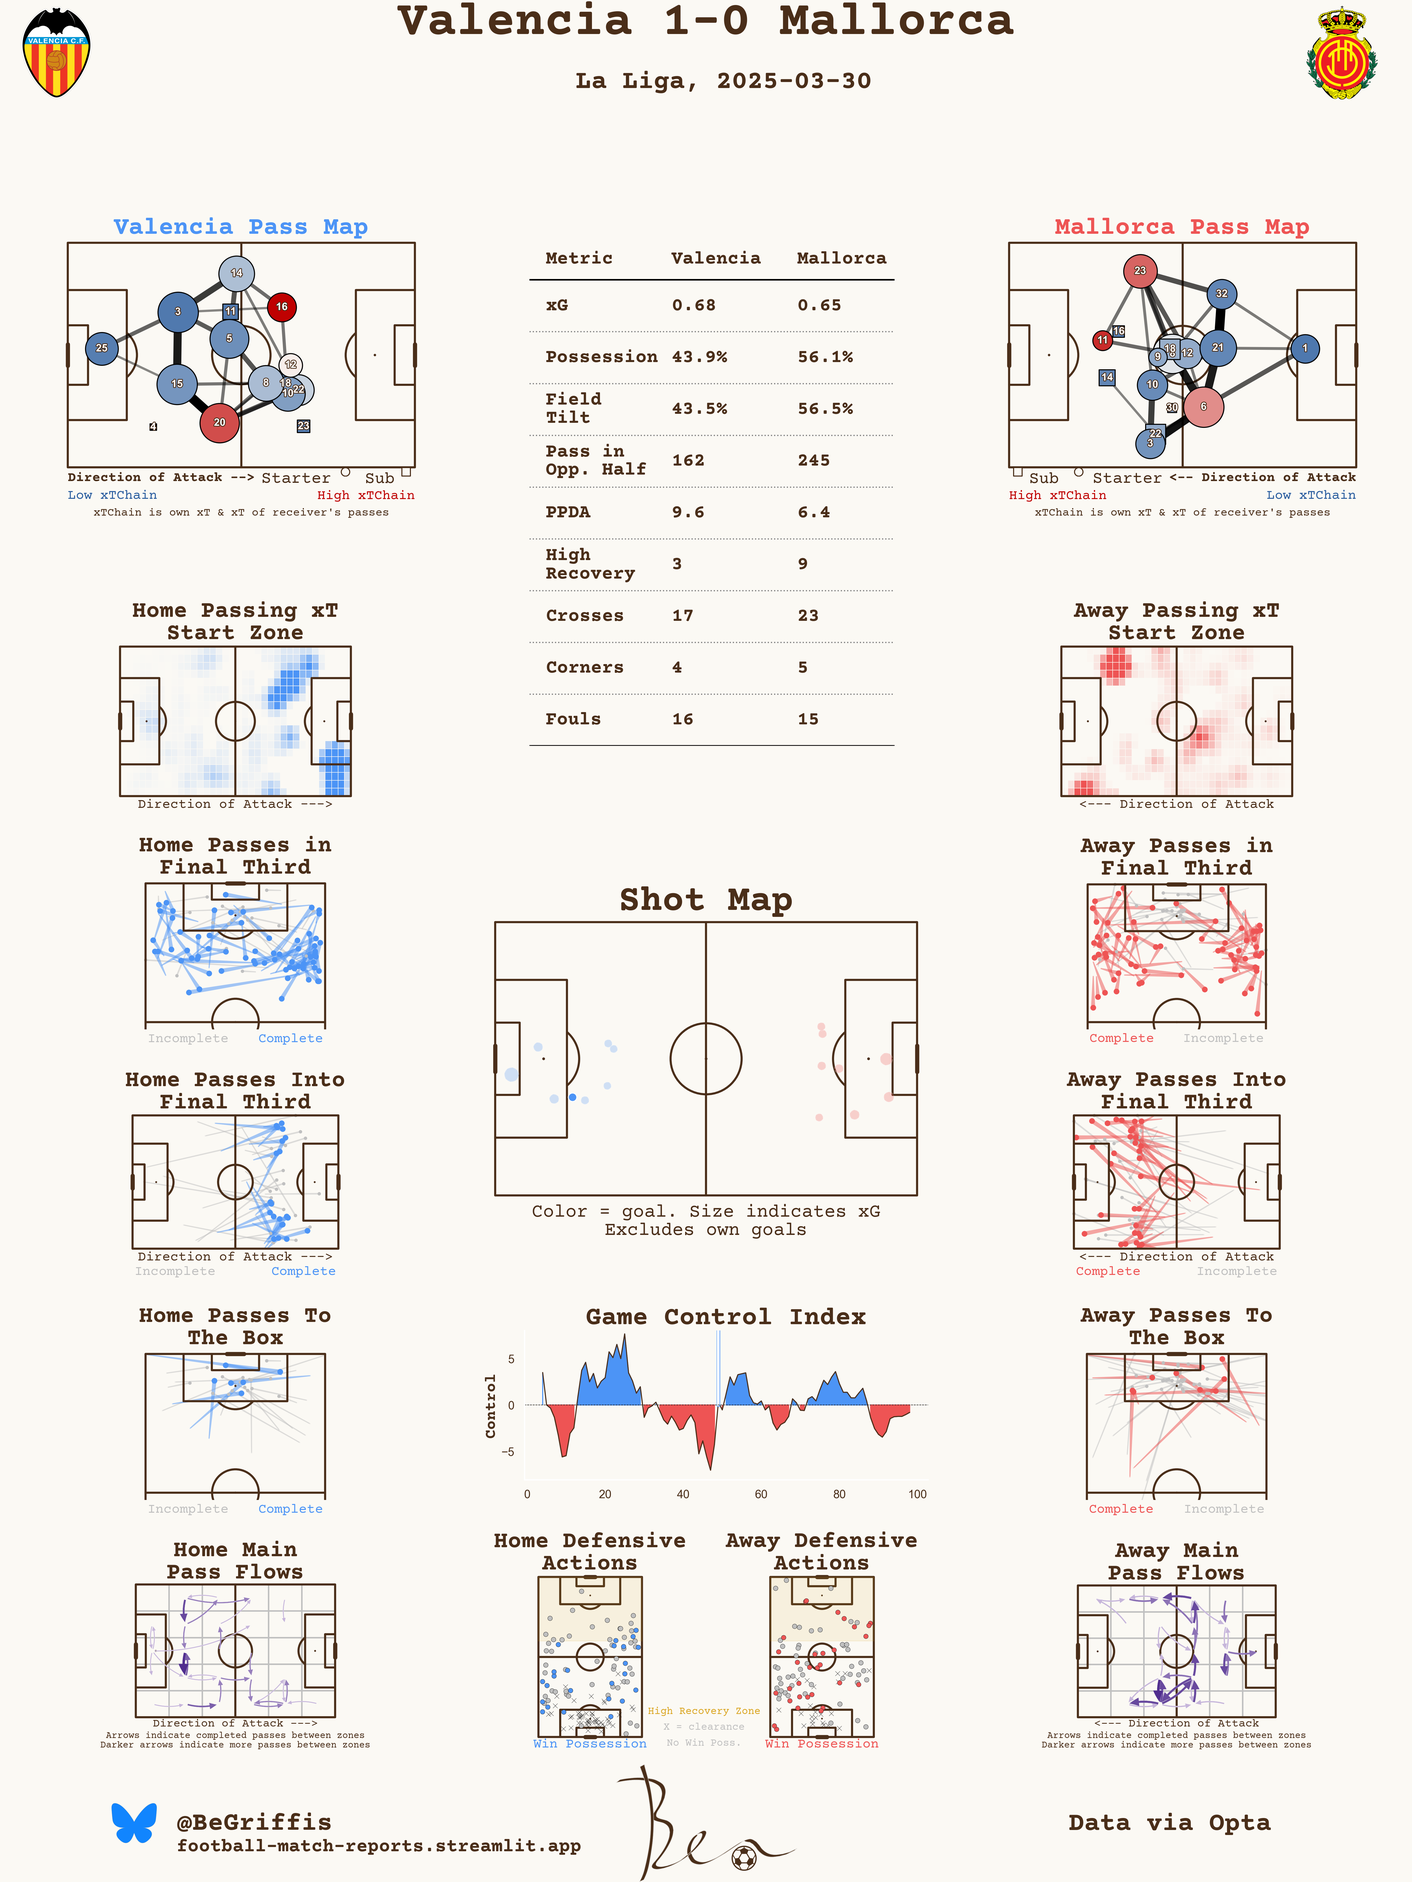 Valencia 1-0 Mallorca
La Liga, 2025-03-30
VALENCIA C.F.
Valencia Pass Map
14
3
11
16
5
25
12
15
8
18
22
10
20
4
23
Direction of Attack --> Starter Sub
Low xTChain High xTChain
xTChain is own xT & xT of receiver's passes
Metric Valencia Mallorca
xG 0.68 0.65
Possession 43.9% 56.1%
Field
Tilt 43.5% 56.5%
Pass in
Opp. Half 162 245
PPDA 9.6 6.4
High
Recovery 3 9
Crosses 17 23
Corners 4 5
Fouls 16 15
Mallorca Pass Map
23
32
16
11
18
9
12
21
1
14
10
30
6
22
3
Sub Starter <-- Direction of Attack
High xTChain Low xTChain
xTChain is own xT & xT of receiver's passes
Home Passing xT
Start Zone
Direction of Attack --->
Away Passing xT
Start Zone
<--- Direction of Attack
Home Passes in
Final Third
Incomplete Complete
Away Passes in
Final Third
Complete Incomplete
Shot Map
Color = goal. Size indicates xG
Excludes own goals
Home Passes Into
Final Third
Direction of Attack --->
Incomplete Complete
Away Passes Into
Final Third
<--- Direction of Attack
Complete Incomplete
Home Passes To
The Box
Incomplete Complete
Game Control Index
Control
5
0
−5
0 20 40 60 80 100
Away Passes To
The Box
Complete Incomplete
Home Main
Pass Flows
Direction of Attack --->
Arrows indicate completed passes between zones
Darker arrows indicate more passes between zones
Home Defensive
Actions
Win Possession
Away Defensive
Actions
Win Possession
High Recovery Zone
X = clearance
No Win Poss.
Away Main
Pass Flows
<--- Direction of Attack
Arrows indicate completed passes between zones
Darker arrows indicate more passes between zones
@BeGriffis
football-match-reports.streamlit.app
Ben
Data via Opta